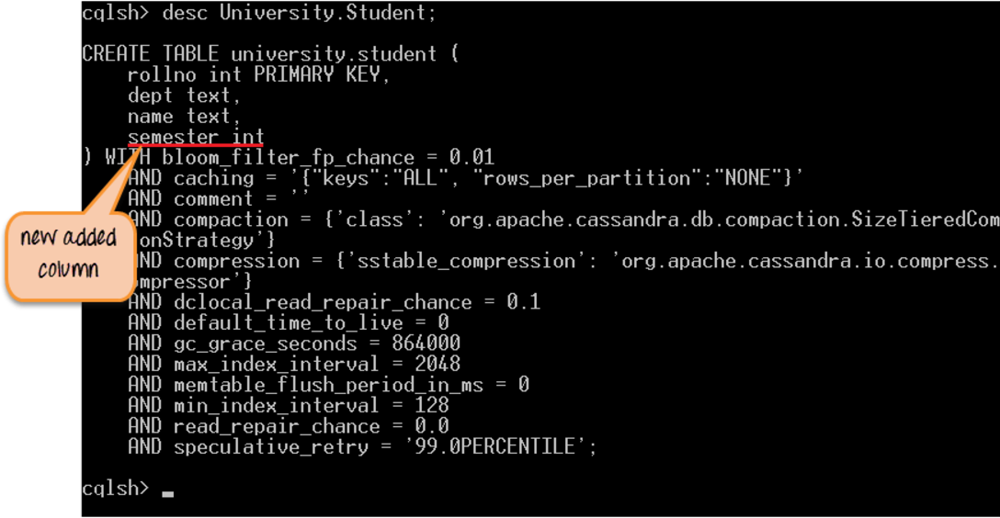 cqlsh> desc University.Student;
CREATE TABLE university.student (
rollno int PRIMARY KEY,
dept text,
name text,
semester int
) WITH bloom_filter_fp_chance = 0.01
AND caching = '{"keys":"ALL", "rows_per_partition":"NONE"}'
AND comment = ''
AND compaction = {'class': 'org.apache.cassandra.db.compaction.SizeTieredCom
onStrategy'}
AND compression = {'sstable_compression': 'org.apache.cassandra.io.compress.
ompressor'}
AND dclocal_read_repair_chance = 0.1
AND default_time_to_live = 0
AND gc_grace_seconds = 864000
AND max_index_interval = 2048
AND memtable_flush_period_in_ms = 0
AND min_index_interval = 128
AND read_repair_chance = 0.0
AND speculative_retry = '99.0PERCENTILE';
cqlsh> _
new added
column